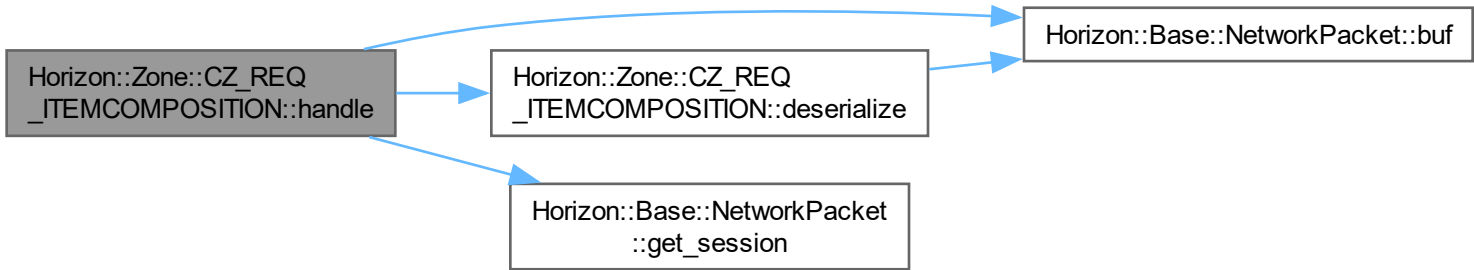 Horizon::Zone::CZ_REQ
_ITEMCOMPOSITION::handle
Horizon::Zone::CZ_REQ
_ITEMCOMPOSITION::deserialize
Horizon::Base::NetworkPacket::buf
Horizon::Base::NetworkPacket
::get_session